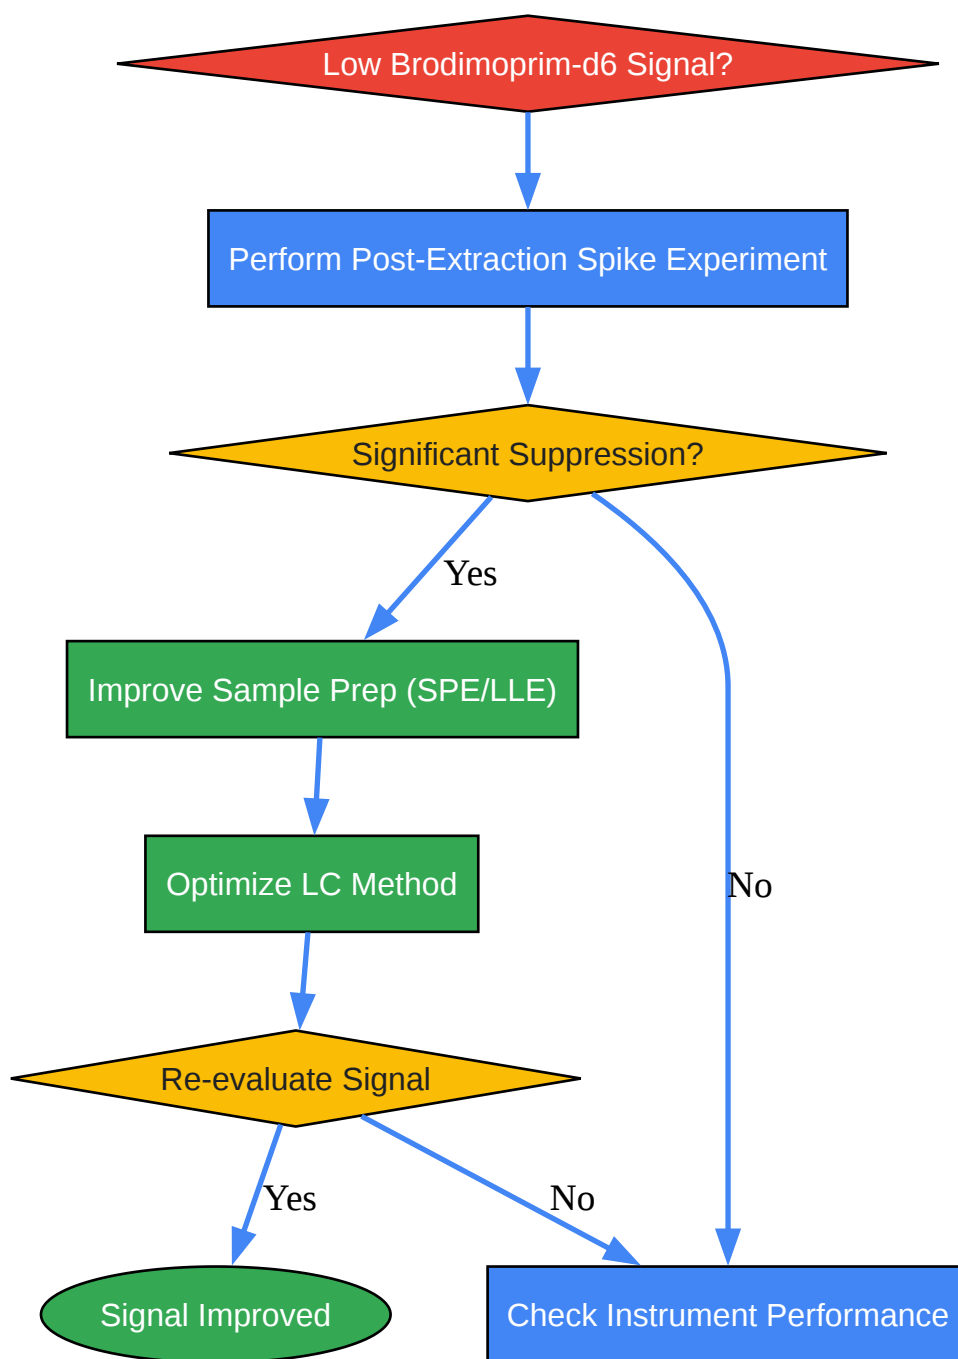 Low Brodimoprim-d6 Signal?
Perform Post-Extraction Spike Experiment
Significant Suppression?
Yes
Improve Sample Prep (SPE/LLE)
Optimize LC Method
No
Re-evaluate Signal
Yes
No
Signal Improved
Check Instrument Performance